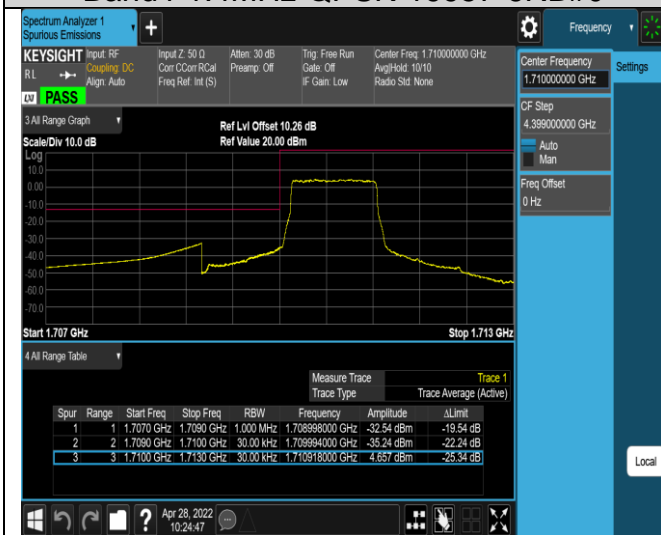 Spectrum Analyzer 1
Spurious Emissions
Frequency
KEYSIGHT
RL
Input: RF
Coupling: DC
Align: Auto
Input Z: 50 Ω
Corr CCorr RCal
Freq Ref: Int (S)
Atten: 30 dB
Preamp: Off
Trig: Free Run
Gate: Off
IF Gain: Low
Center Freq: 1.710000000 GHz
Avg|Hold: 10/10
Radio Std: None
PASS
3 All Range Graph
Scale/Div 10.0 dB
Ref Lvl Offset 10.26 dB
Ref Value 20.00 dBm
Log
10.0
0.00
-10.0
-20.0
-30.0
-40.0
-50.0
-60.0
-70.0
Start 1.707 GHz
Stop 1.713 GHz
4 All Range Table
Measure Trace Trace 1
Trace Type Trace Average (Active)
Spur Range Start Freq Stop Freq RBW Frequency Amplitude ΔLimit
1 1 1.7070 GHz 1.7090 GHz 1.000 MHz 1.708998000 GHz -32.54 dBm -19.54 dB
2 2 1.7090 GHz 1.7100 GHz 30.00 kHz 1.709994000 GHz -35.24 dBm -22.24 dB
3 3 1.7100 GHz 1.7130 GHz 30.00 kHz 1.710918000 GHz 4.657 dBm -25.34 dB
Apr 28, 2022
10:24:47
Center Frequency
1.710000000 GHz
CF Step
4.399000000 GHz
Auto
Man
Freq Offset
0 Hz
Settings
Local